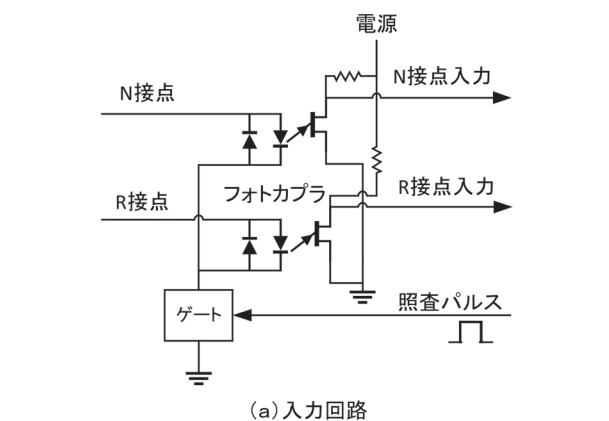 電源
N接点
N接点入力
フォトカプラ
R接点
R接点入力
ゲート
照査パルス
(a)入力回路